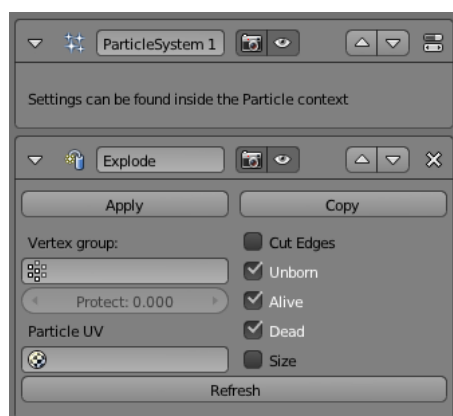 ParticleSystem 1
Settings can be found inside the Particle context
Explode
Apply
Copy
Vertex group:
Cut Edges
Unborn
Protect: 0.000
Alive
Particle UV
Dead
Size
Refresh